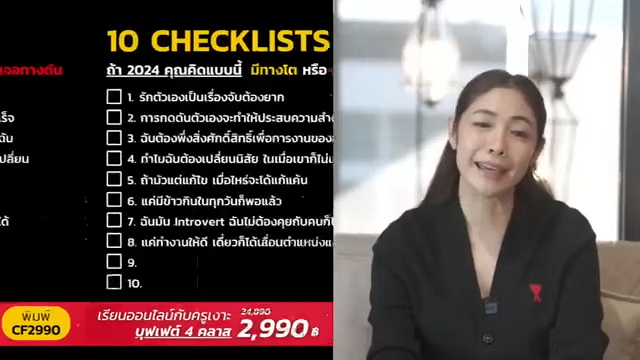 10 CHECKLISTS
ถ้า 2024 คุณคิดแบบนี้ มีทางโต หรือ
1. รักตัวเองเป็นเรื่องจับต้องยาก
2. การกดดันตัวเองจะทำให้ประสบความสำ
3. ฉันต้องพึ่งสิ่งศักดิ์สิทธิ์เพื่อการงานของ
4. ทำไมฉันต้องเปลี่ยนนิสัย ในเมื่อเขาก็ไม่
5. ถ้ามัวแต่แก้ไข เมื่อไหร่จะได้แก้แค้น
6. แค่มีข้าวกินในทุกวันก็พอแล้ว
7. ฉันมัน Introvert ฉันไม่ต้องคุยกับคนก็
8. แค่ทำงานให้ดี เดี๋ยวก็ได้เลื่อนตำแหน่ง
9.
10.
จอทางตัน
ร็จ
ฉัน
ปลี่ยน
ได้
พิมพ์
CF2990
เรียนออนไลน์กับครูเงาะ
บุฟเฟต์ 4 คลาส
24,890
2,990 ฿